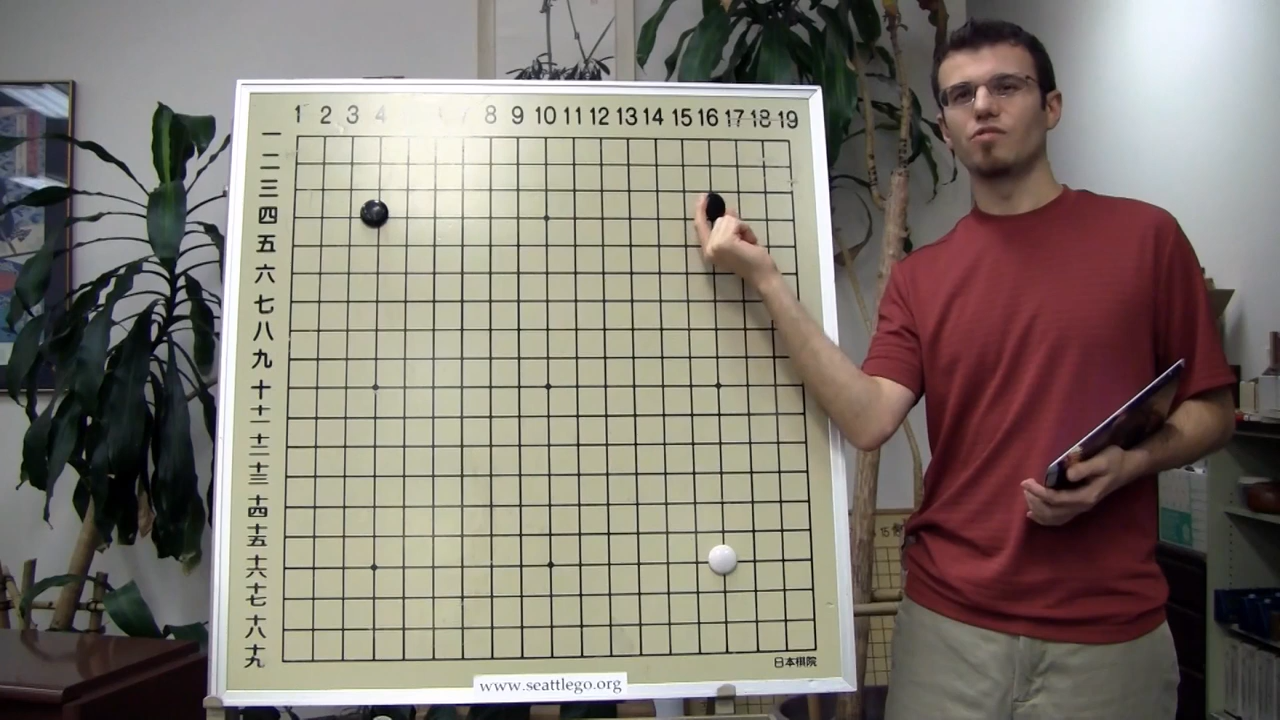 1 2 3 4 8 9 10 11 12 13 14 15 16 17 18 19
一
二
三
四
五
六
七
八
九
十
十一
十二
十三
十四
十五
十六
十七
十八
十九
日本棋院
www.seattlego.org